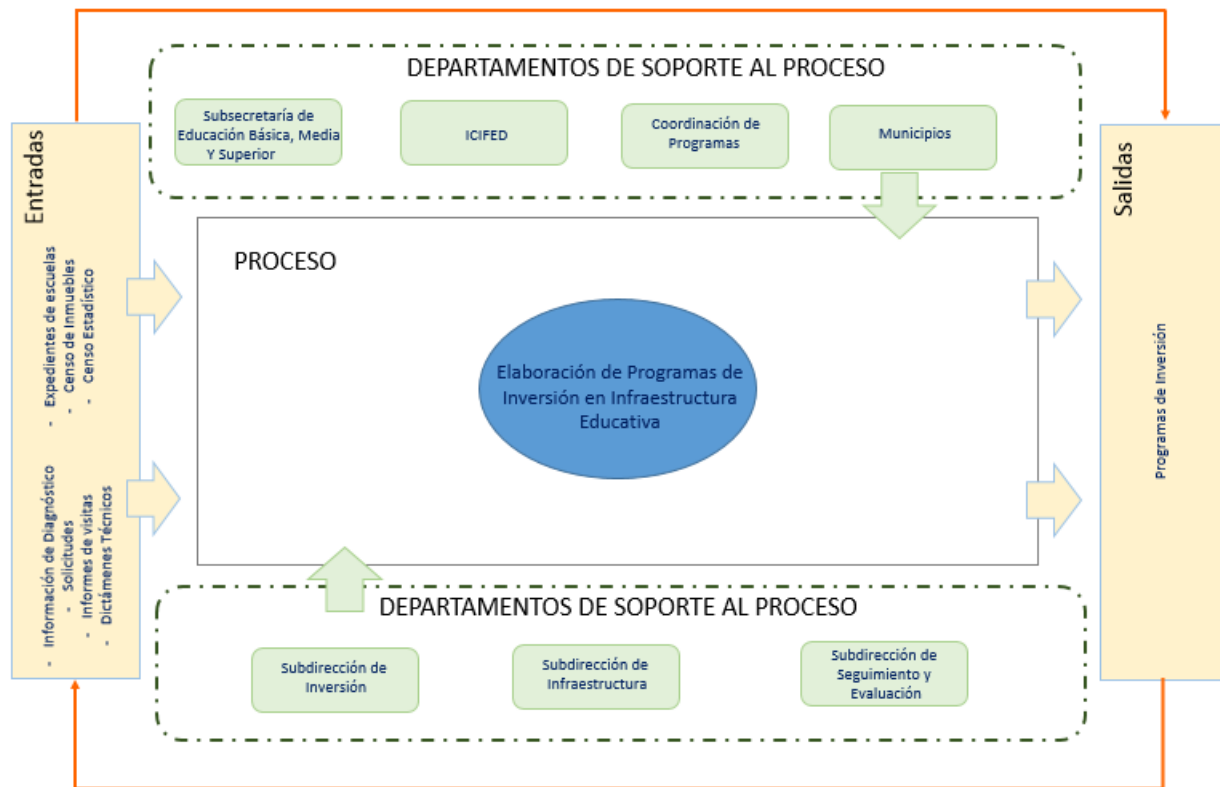 DEPARTAMENTOS DE SOPORTE AL PROCESO
Subsecretaría de
Educación Básica, Media
Y Superior
ICIFED
Coordinación de
Programas
Municipios
Entradas
- Expedientes de escuelas
- Censo de Inmuebles
- Censo Estadístico
- Información de Diagnóstico
- Solicitudes
- Informes de visitas
- Dictámenes Técnicos
PROCESO
Elaboración de Programas de
Inversión en Infraestructura
Educativa
Salidas
Programas de Inversión
DEPARTAMENTOS DE SOPORTE AL PROCESO
Subdirección de
Inversión
Subdirección de
Infraestructura
Subdirección de
Seguimiento y
Evaluación